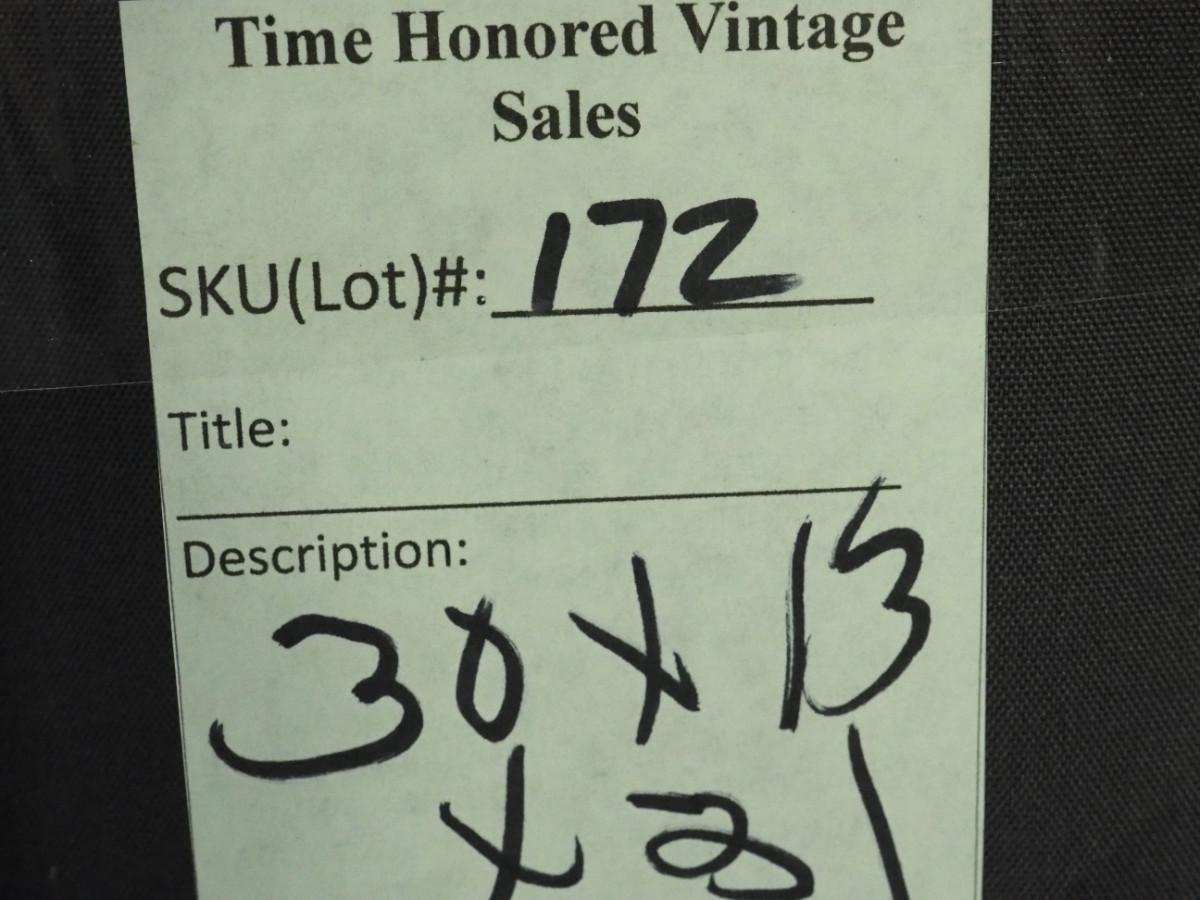 Time Honored Vintage
Sales
SKU(Lot)#: 172
Title:
Description:
30 X 13
X 21